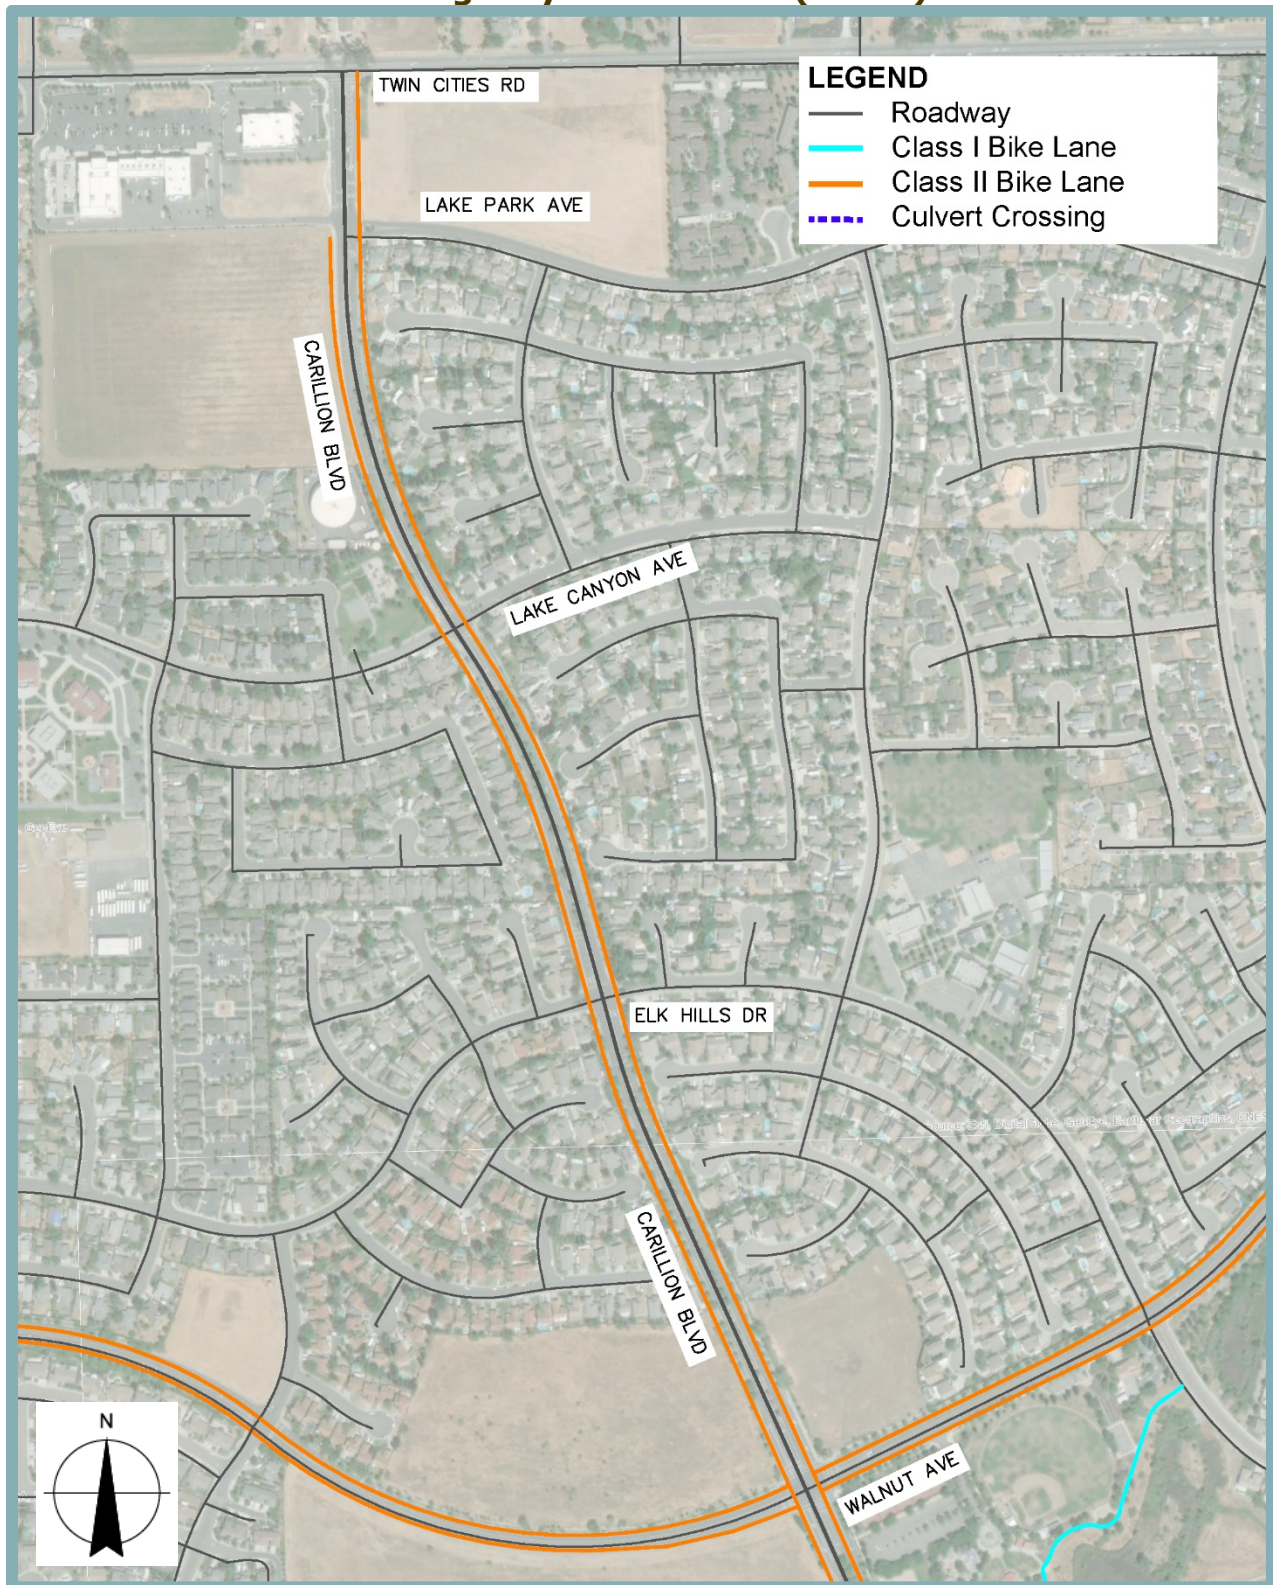 TWIN CITIES RD
LEGEND
Roadway
Class I Bike Lane
Class II Bike Lane
Culvert Crossing
LAKE PARK AVE
CARILLION BLVD
LAKE CANYON AVE
GeoEye
ELK HILLS DR
CARILLION BLVD
WALNUT AVE
N